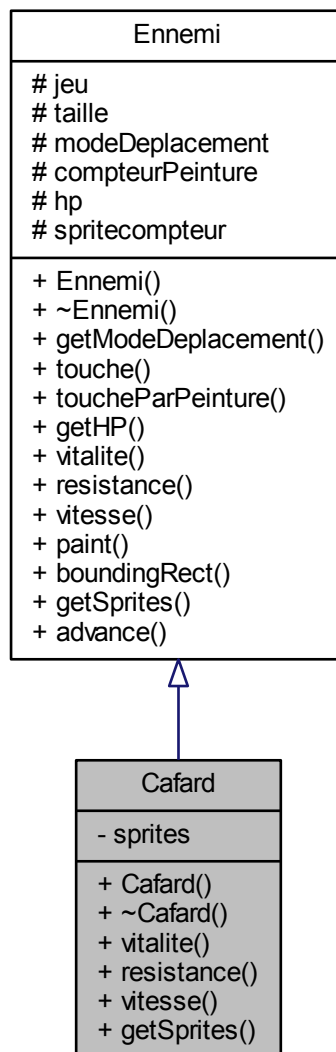 Ennemi
# jeu
# taille
# modeDeplacement
# compteurPeinture
# hp
# spritecompteur
+ Ennemi()
+ ~Ennemi()
+ getModeDeplacement()
+ touche()
+ toucheParPeinture()
+ getHP()
+ vitalite()
+ resistance()
+ vitesse()
+ paint()
+ boundingRect()
+ getSprites()
+ advance()
Cafard
- sprites
+ Cafard()
+ ~Cafard()
+ vitalite()
+ resistance()
+ vitesse()
+ getSprites()